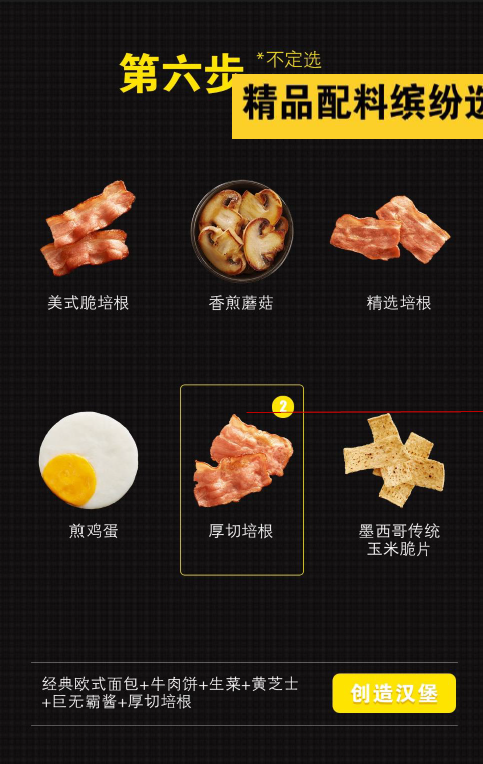 第六步 *不定选
精品配料缤纷选
美式脆培根
香煎蘑菇
精选培根
煎鸡蛋
2
厚切培根
墨西哥传统
玉米脆片
经典欧式面包+牛肉饼+生菜+黄芝士
+巨无霸酱+厚切培根
创造汉堡